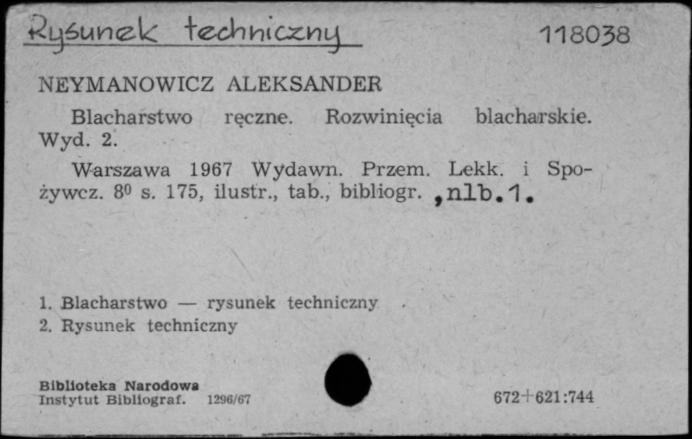 Rysunek techniczny 118038
NEYMANOWICZ ALEKSANDER
Blacharstwo ręczne. Rozwinięcia blacharskie.
Wyd. 2.
Warszawa 1967 Wydawn. Przem. Lekk. i Spo-
żywcz. 8⁰ s. 175, ilustr., tab., bibliogr. ,nlb.1.
1. Blacharstwo — rysunek techniczny
2. Rysunek techniczny
Biblioteka Narodowa
Instytut Bibliograf. 1296/67 672+621:744